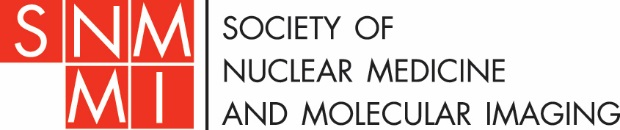 SNM
MI
SOCIETY OF
NUCLEAR MEDICINE
AND MOLECULAR IMAGING